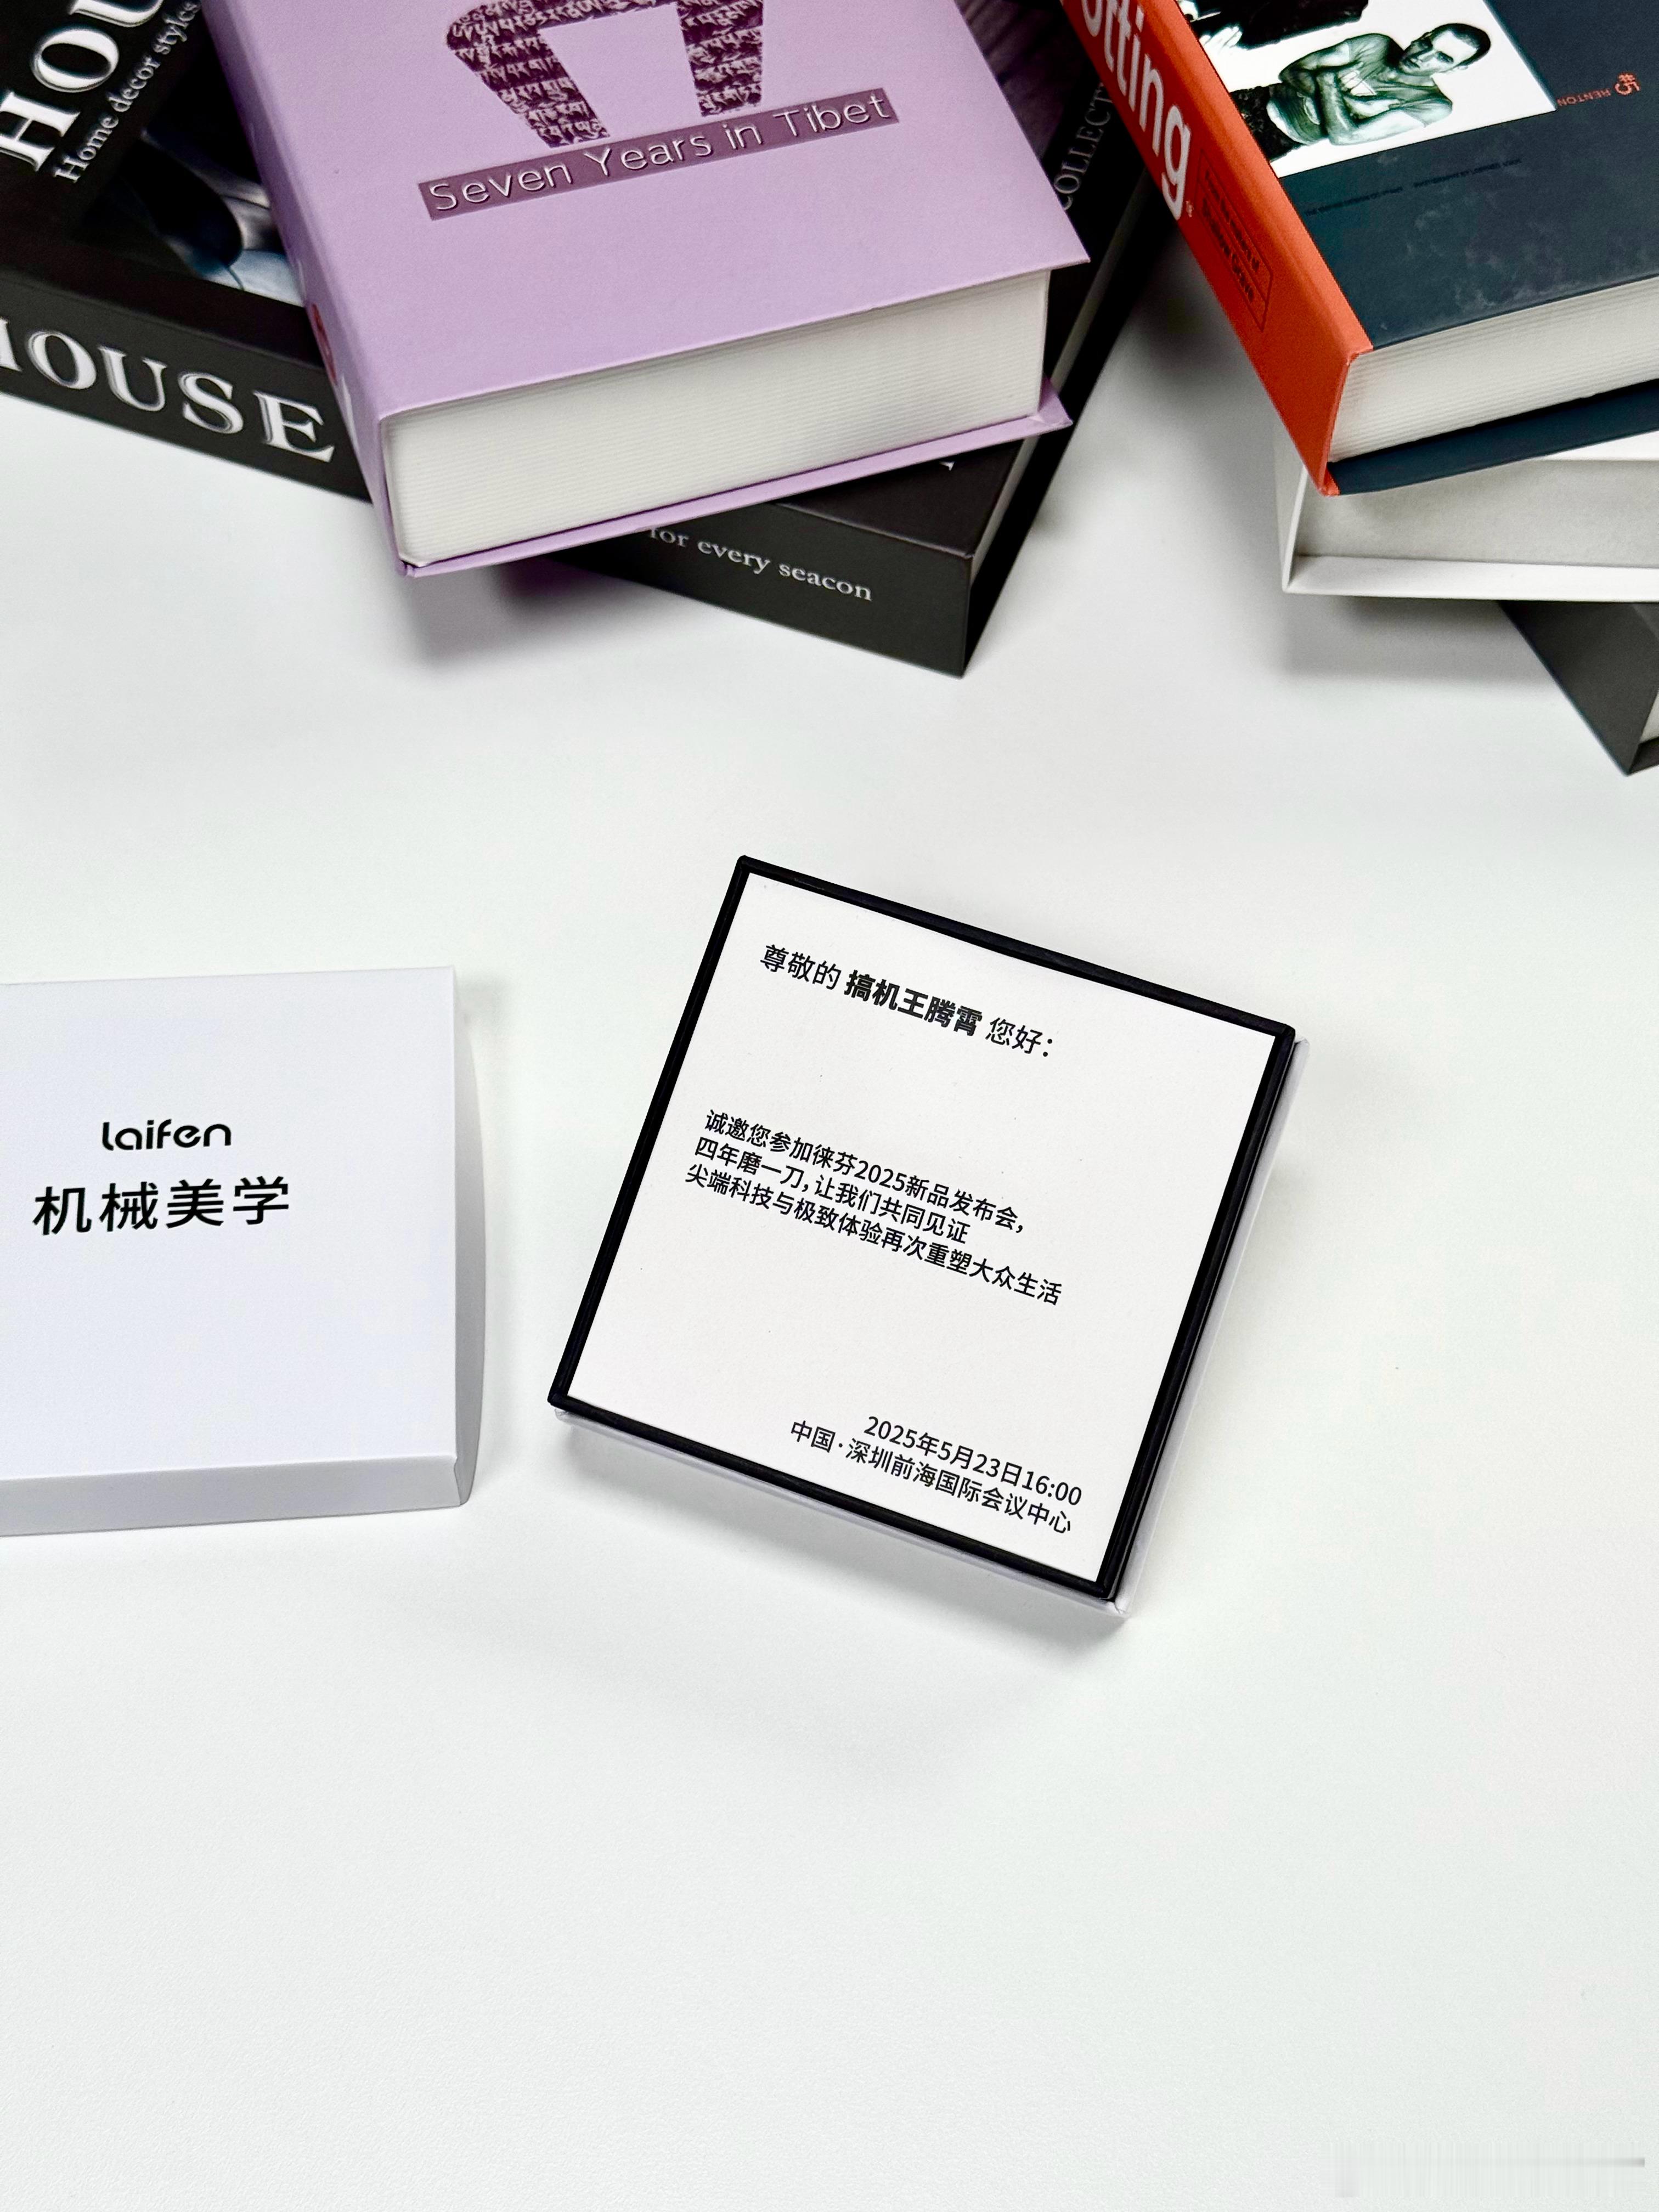 HOU
Home decor styles
HOUSE
Seven Years in Tibet
COLLECT
otting
#5 RENTON
for every seacon
laifen
机械美学
尊敬的 搞机王腾霄 您好：
诚邀您参加徕芬2025新品发布会，
四年磨一刀，让我们共同见证
尖端科技与极致体验再次重塑大众生活
2025年5月23日16:00
中国·深圳前海国际会议中心